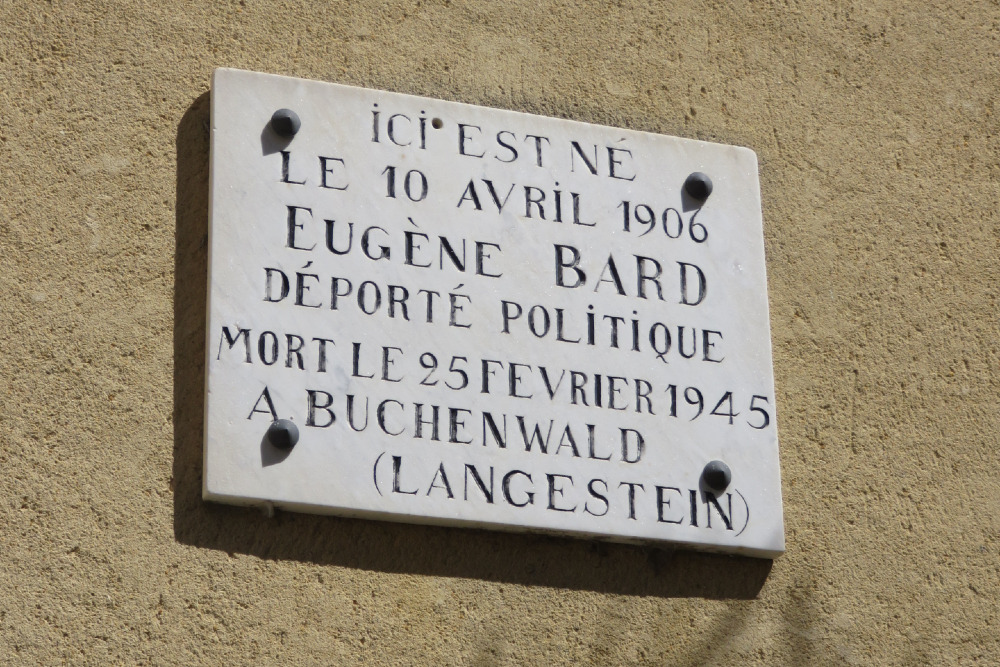 iCi EST NÉ
LE 10 AVRiL 1906
EUGÈNE BARD
DÉPORTÉ POLiTiQUE
MORT LE 25 FEVRIER 1945
A BUCHENWALD
(LANGESTEiN)